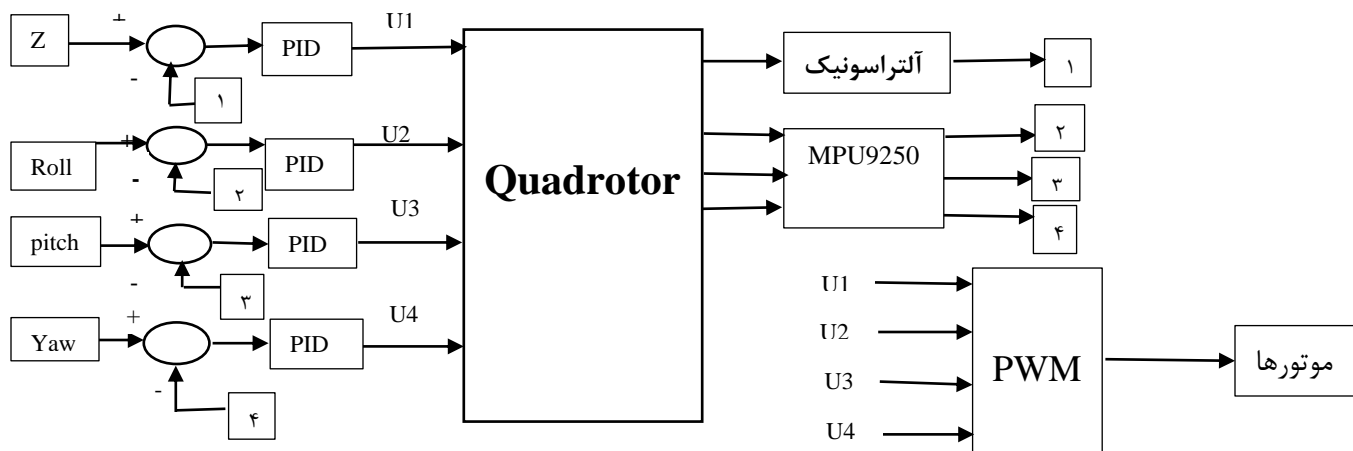 Z
+
-
PID
U1
۱
Roll
+
-
PID
U2
۲
pitch
+
-
PID
U3
۳
Yaw
+
-
PID
U4
۴
Quadrotor
آلتراسونیک
۱
MPU9250
۲
۳
۴
U1
U2
U3
U4
PWM
موتورها